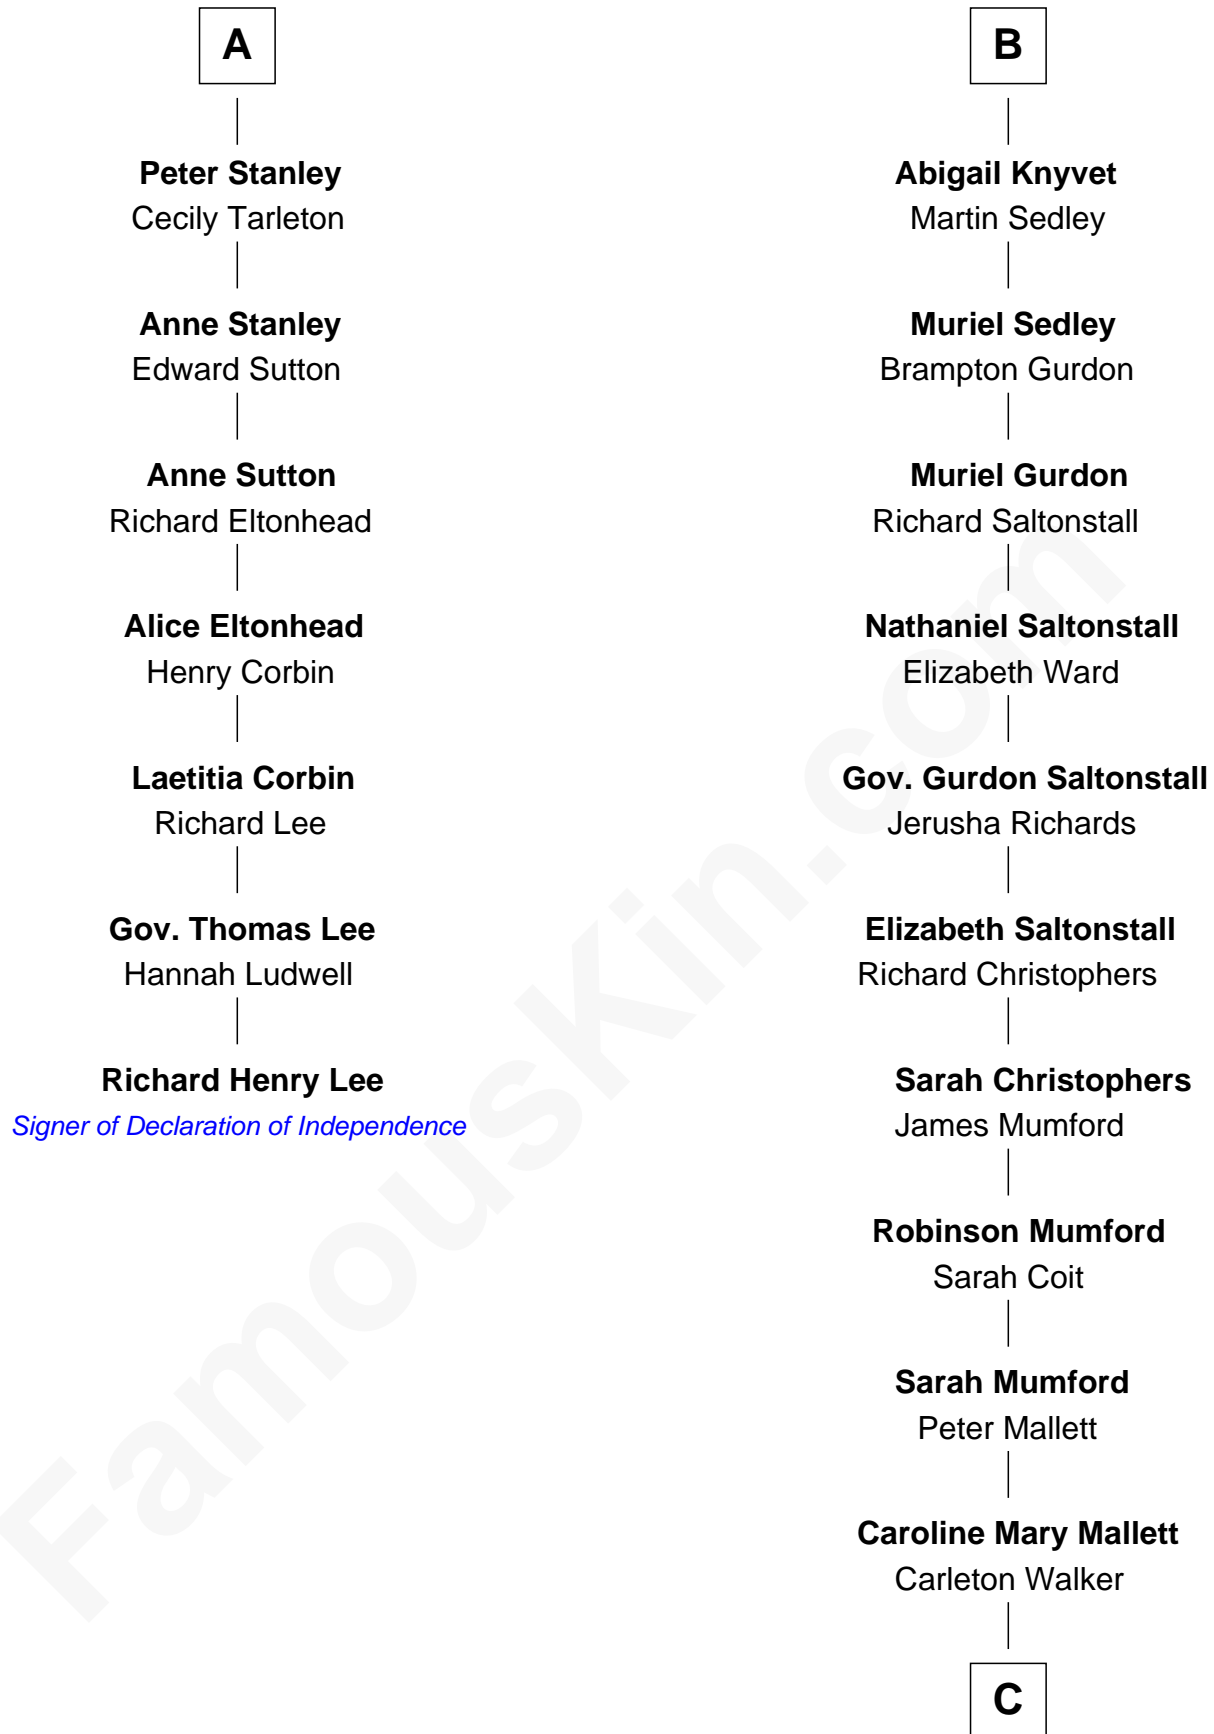 A
Peter Stanley
Cecily Tarleton
Anne Stanley
Edward Sutton
Anne Sutton
Richard Eltonhead
Alice Eltonhead
Henry Corbin
Laetitia Corbin
Richard Lee
Gov. Thomas Lee
Hannah Ludwell
Richard Henry Lee
Signer of Declaration of Independence
B
Abigail Knyvet
Martin Sedley
Muriel Sedley
Brampton Gurdon
Muriel Gurdon
Richard Saltonstall
Nathaniel Saltonstall
Elizabeth Ward
Gov. Gurdon Saltonstall
Jerusha Richards
Elizabeth Saltonstall
Richard Christophers
Sarah Christophers
James Mumford
Robinson Mumford
Sarah Coit
Sarah Mumford
Peter Mallett
Caroline Mary Mallett
Carleton Walker
C
FamousKin.com